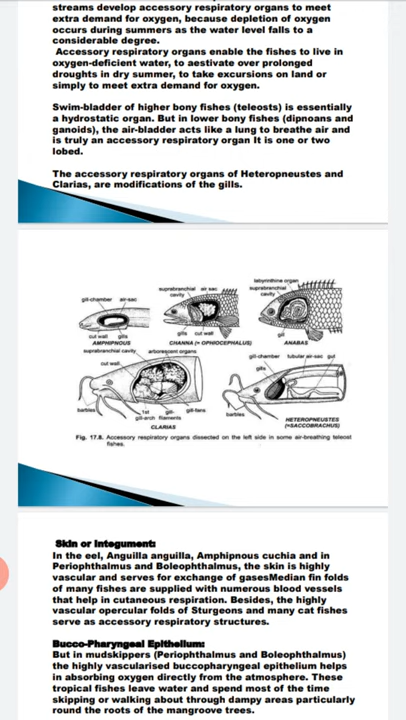 streams develop accessory respiratory organs to meet
extra demand for oxygen, because depletion of oxygen
occurs during summers as the water level falls to a
considerable degree.
Accessory respiratory organs enable the fishes to live in
oxygen-deficient water, to aestivate over prolonged
droughts in dry summer, to take excursions on land or
simply to meet extra demand for oxygen.
Swim-bladder of higher bony fishes (teleosts) is essentially
a hydrostatic organ. But in lower bony fishes (dipnoans and
ganoids), the air-bladder acts like a lung to breathe air and
is truly an accessory respiratory organ It is one or two
lobed.
The accessory respiratory organs of Heteropneustes and
Clarias, are modifications of the gills.
gill-chamber air-sac
cut wall gills
AMPHIPNOUS
suprabranchial air sac
cavity
gills cut wall
CHANNA (= OPHIOCEPHALUS)
labyrinthine organ
suprabranchial
cavity
gill
ANABAS
suprabranchial cavity arborescent organs
cut wall
barbles
1st gill- gill-fans
gill-arch filaments
CLARIAS
gill-chamber tubular air-sac gut
gills
barbles
HETEROPNEUSTES
(=SACCOBRACHUS)
Fig. 17.8. Accessory respiratory organs dissected on the left side in some air-breathing teleost
fishes.
Skin or Integument:
In the eel, Anguilla anguilla, Amphipnous cuchia and in
Periophthalmus and Boleophthalmus, the skin is highly
vascular and serves for exchange of gasesMedian fin folds
of many fishes are supplied with numerous blood vessels
that help in cutaneous respiration. Besides, the highly
vascular opercular folds of Sturgeons and many cat fishes
serve as accessory respiratory structures.
Bucco-Pharyngeal Epithelium:
But in mudskippers (Periophthalmus and Boleophthalmus)
the highly vascularised buccopharyngeal epithelium helps
in absorbing oxygen directly from the atmosphere. These
tropical fishes leave water and spend most of the time
skipping or walking about through dampy areas particularly
round the roots of the mangroove trees.